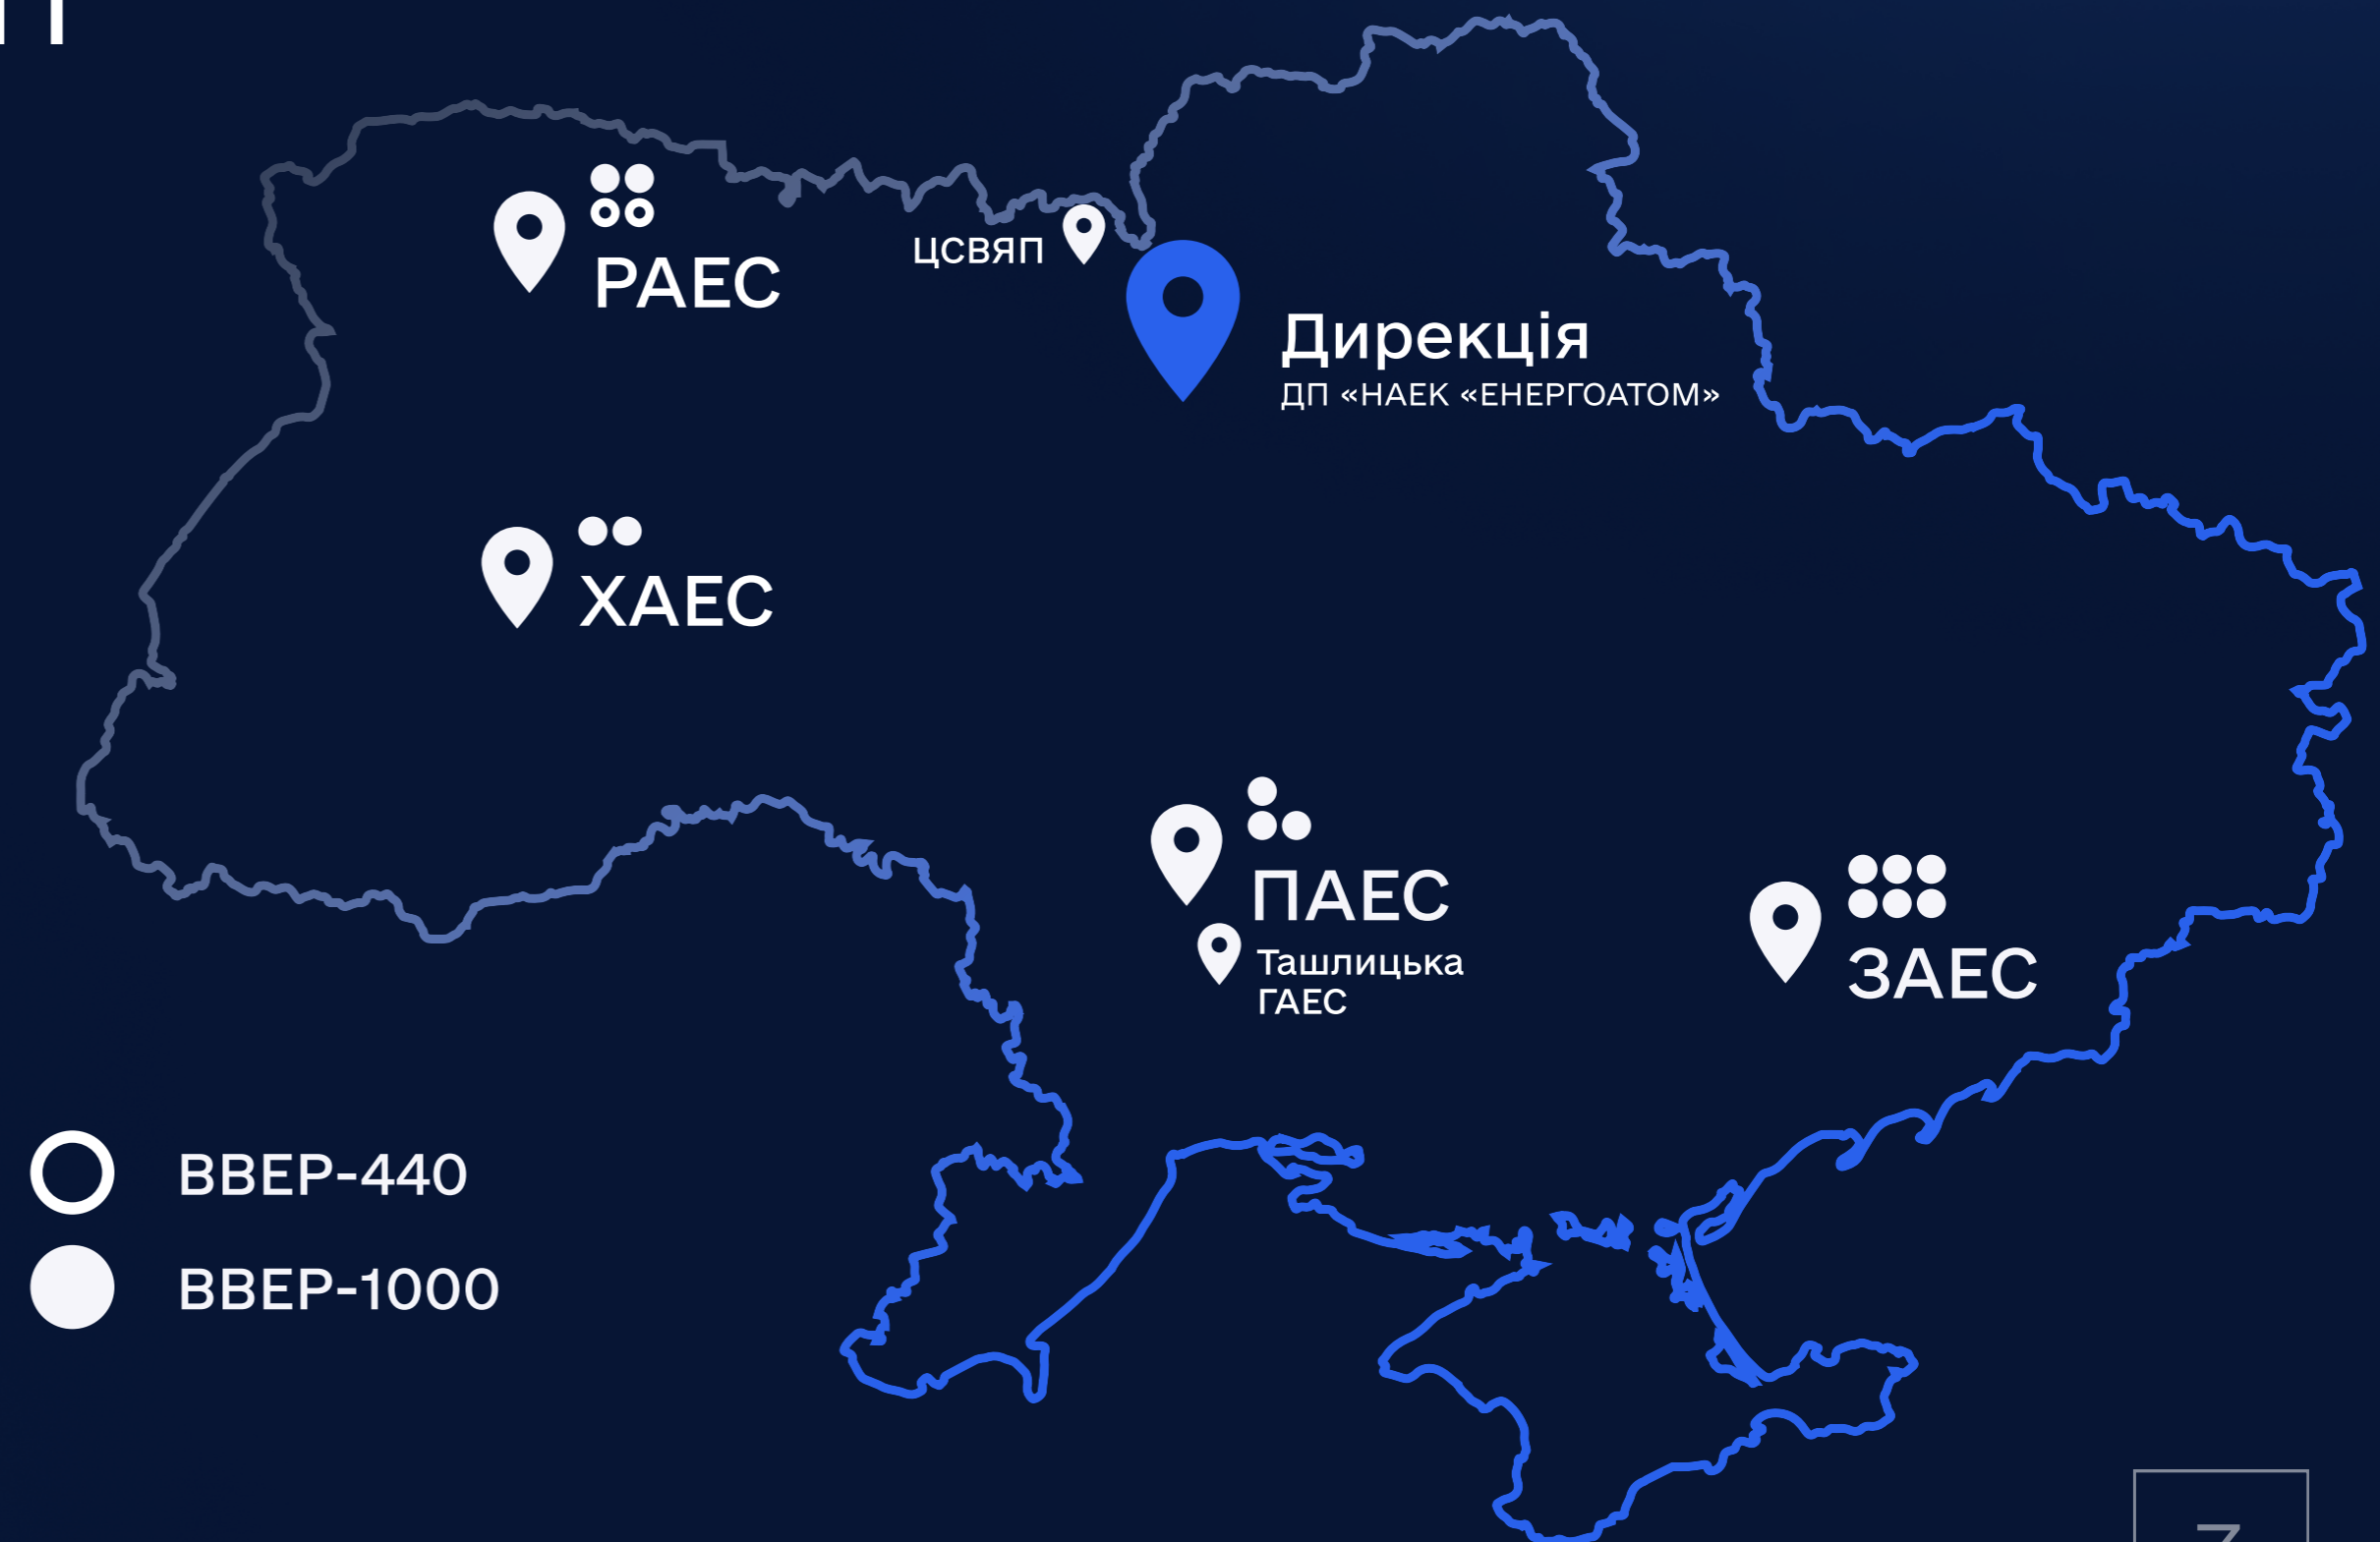 РАЕС
ЦСВЯП
Дирекція
ДП «НАЕК «ЕНЕРГОАТОМ»
ХАЕС
ПАЕС
Ташлицька
ГАЕС
ЗАЕС
ВВЕР-440
ВВЕР-1000